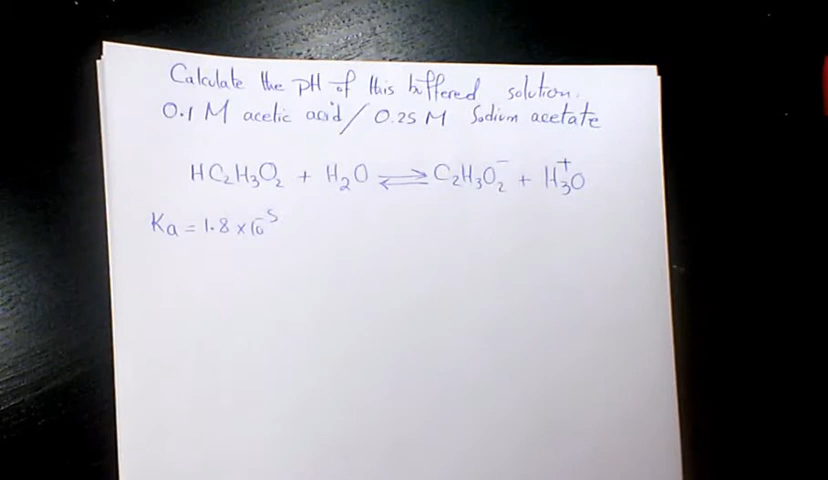 Calculate the pH of this buffered solution.
0.1 M acetic acid / 0.25 M Sodium acetate
HC₂H₃O₂ + H₂O ⇌ C₂H₃O₂⁻ + H₃O⁺
Ka = 1.8 × 10⁻⁵